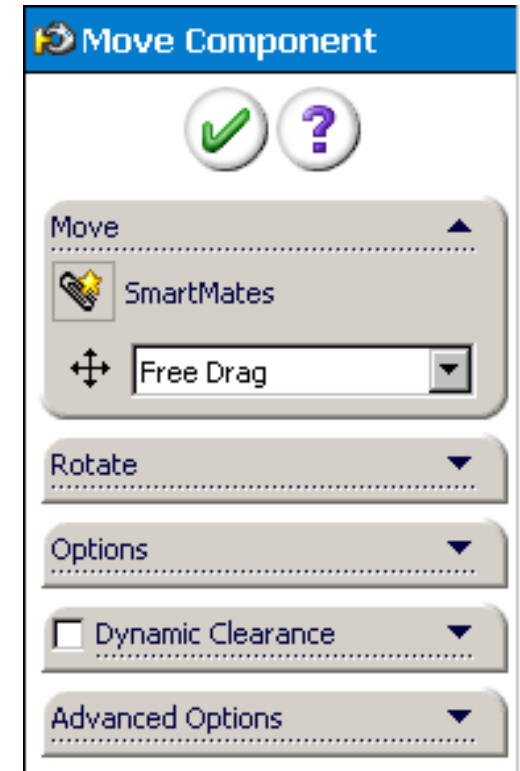 Move Component
?
Move
SmartMates
Free Drag
Rotate
Options
Dynamic Clearance
Advanced Options